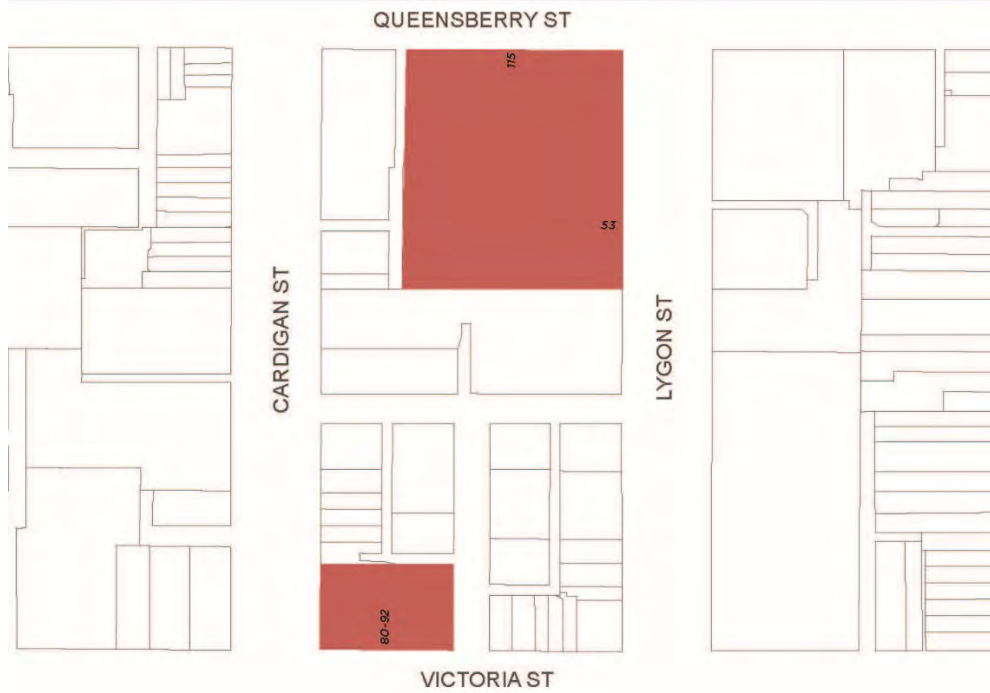 QUEENSBERRY ST
115
53
CARDIGAN ST
LYGON ST
80-92
VICTORIA ST